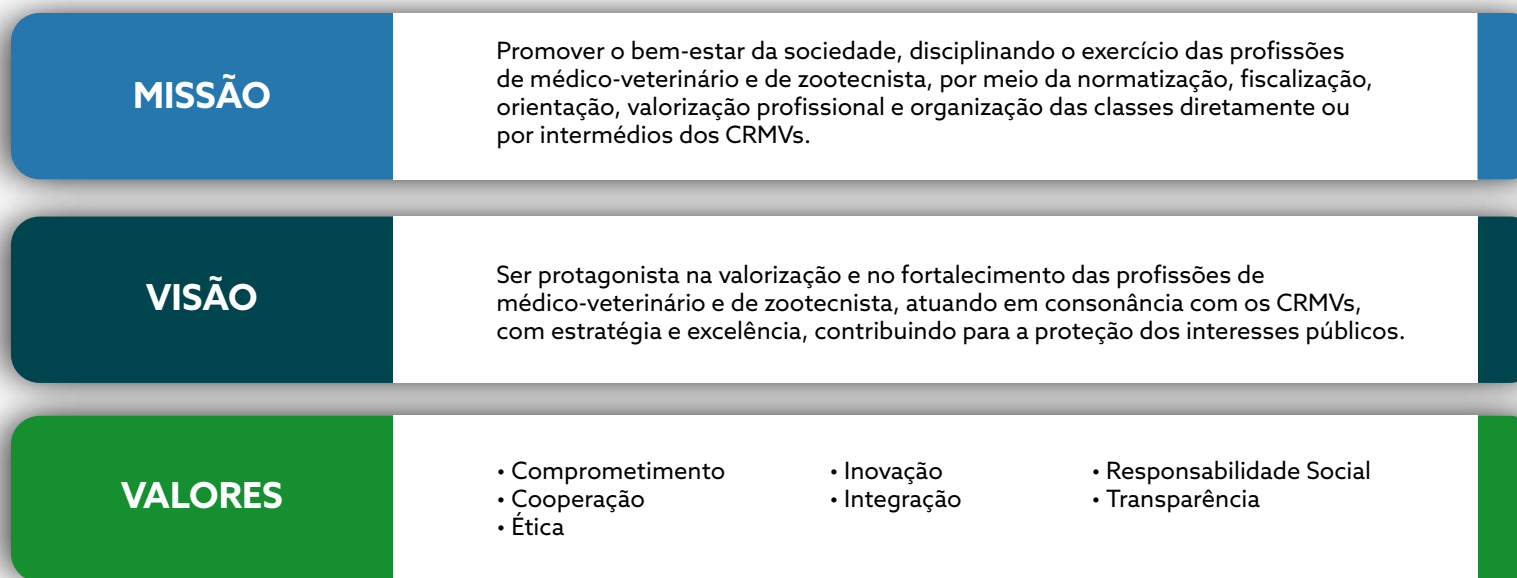 MISSÃO
Promover o bem-estar da sociedade, disciplinando o exercício das profissões
de médico-veterinário e de zootecnista, por meio da normatização, fiscalização,
orientação, valorização profissional e organização das classes diretamente ou
por intermédios dos CRMVs.
VISÃO
Ser protagonista na valorização e no fortalecimento das profissões de
médico-veterinário e de zootecnista, atuando em consonância com os CRMVs,
com estratégia e excelência, contribuindo para a proteção dos interesses públicos.
VALORES
• Comprometimento
• Cooperação
• Ética
• Inovação
• Integração
• Responsabilidade Social
• Transparência